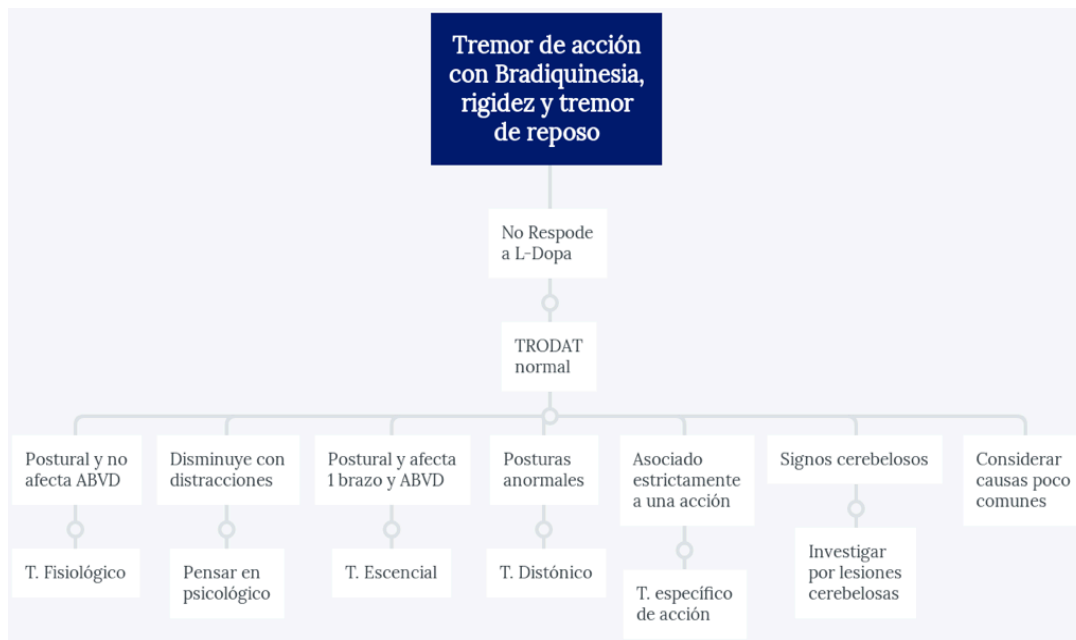 Tremor de acción
con Bradiquinesia,
rigidez y tremor
de reposo
No Respode
a L-Dopa
TRODAT
normal
Postural y no
afecta ABVD
Disminuye con
distracciones
Postural y afecta
1 brazo y ABVD
Posturas
anormales
Asociado
estrictamente
a una acción
Signos cerebelosos
Considerar
causas poco
comunes
T. Fisiológico
Pensar en
psicológico
T. Escencial
T. Distónico
T. específico
de acción
Investigar
por lesiones
cerebelosas